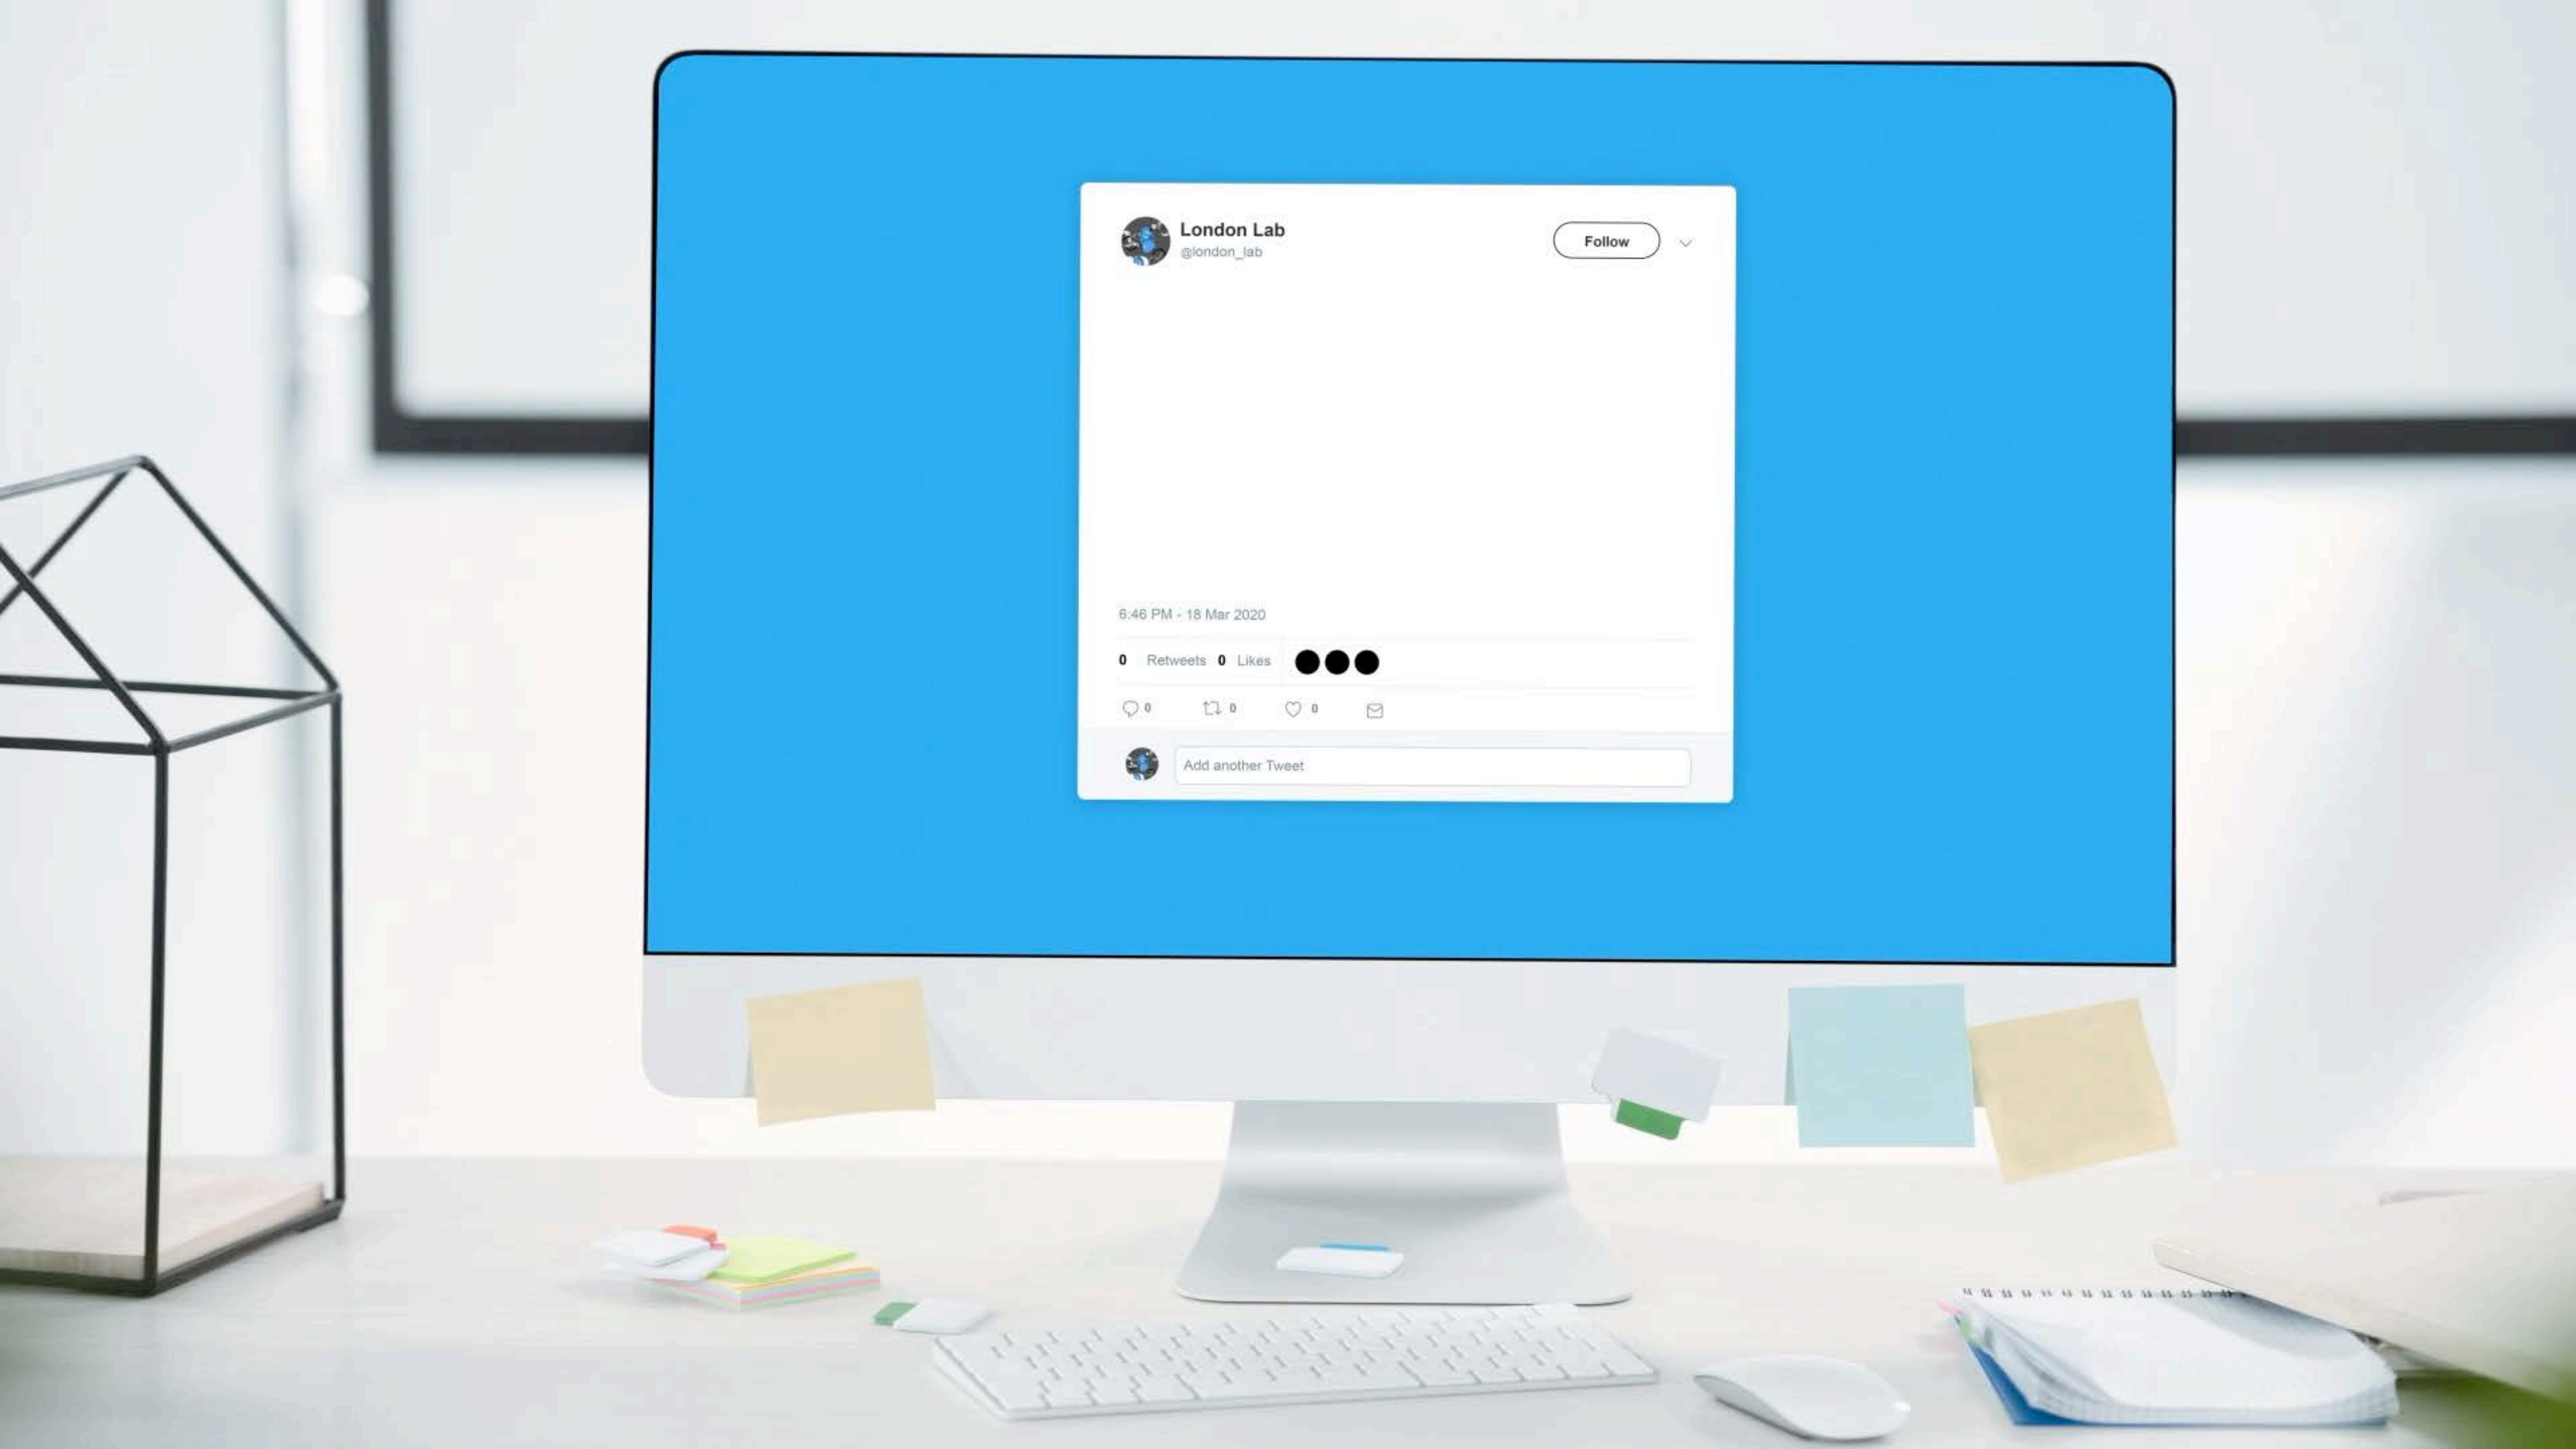 London Lab
@london_lab
Follow
6:46 PM - 18 Mar 2020
0 Retweets 0 Likes
0 0 0
Add another Tweet